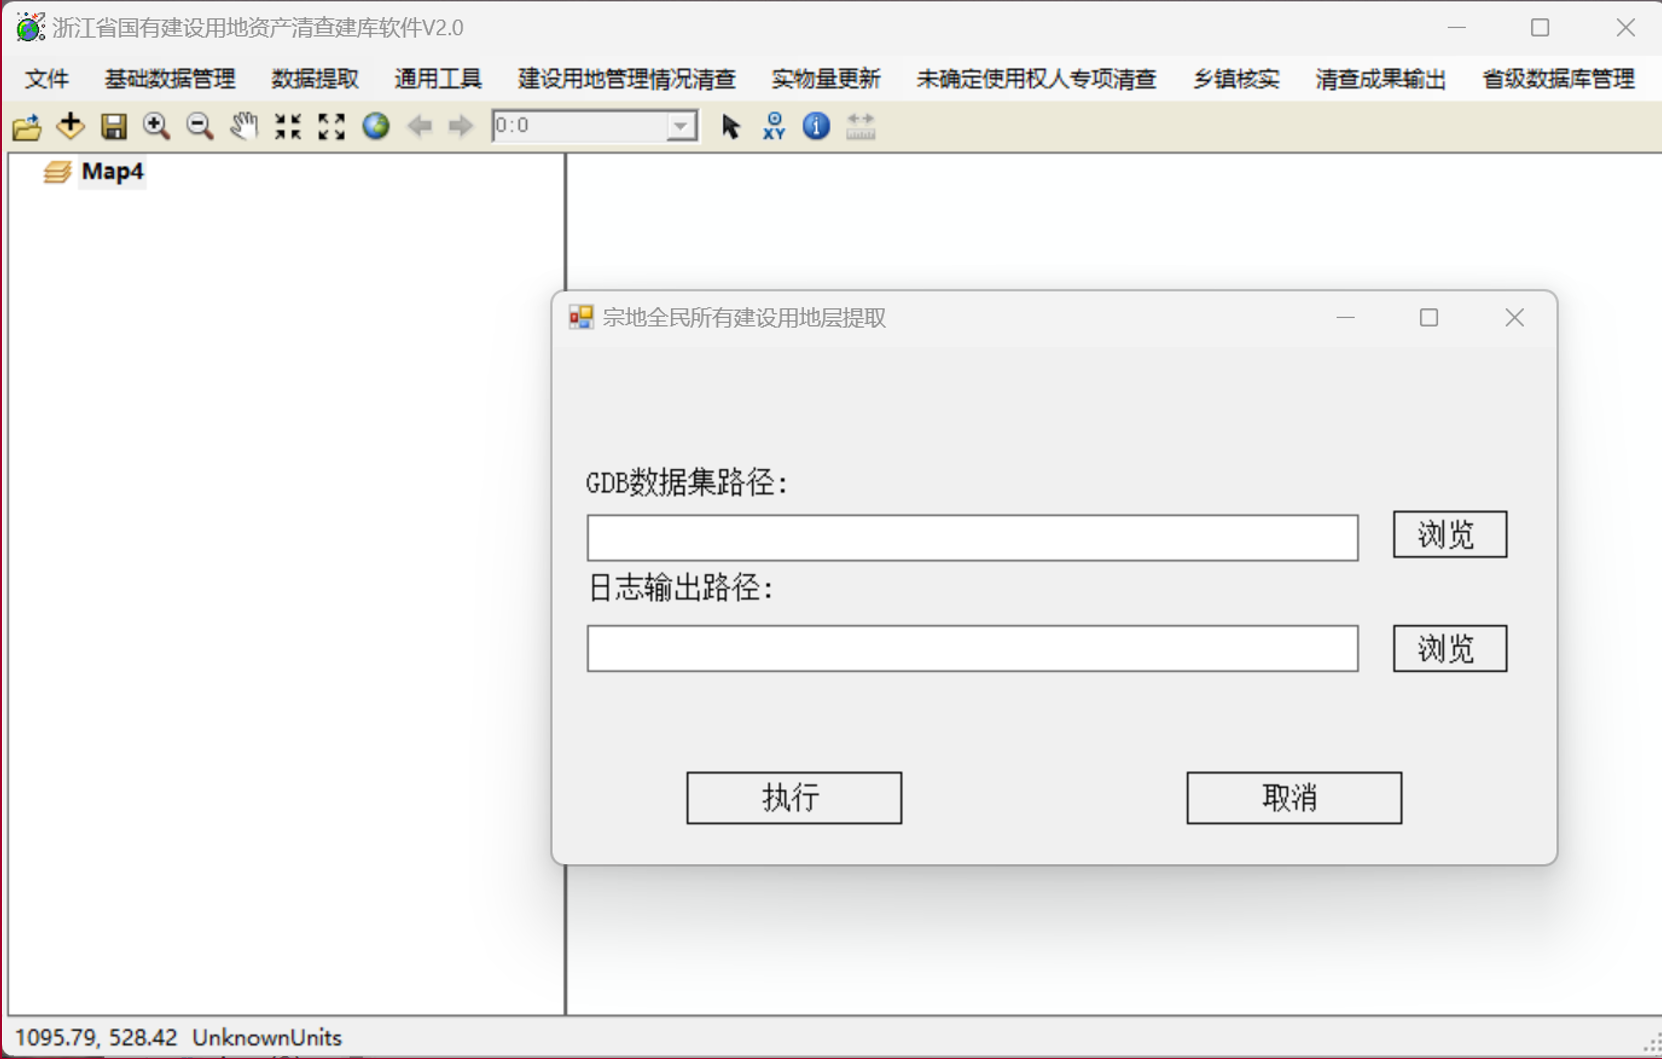 浙江省国有建设用地资产清查建库软件V2.0
文件 基础数据管理 数据提取 通用工具 建设用地管理情况清查 实物量更新 未确定使用权人专项清查 乡镇核实 清查成果输出 省级数据库管理
0:0 XY
Map4
宗地全民所有建设用地层提取
GDB数据集路径:
浏览
日志输出路径:
浏览
执行 取消
1095.79, 528.42 UnknownUnits